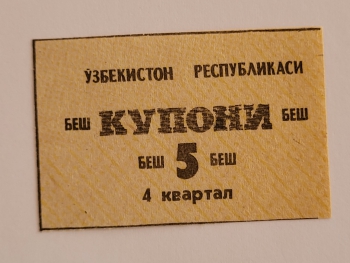 ЎЗБЕКИСТОН РЕСПУБЛИКАСИ
БЕШ КУПОНИ БЕШ
БЕШ 5 БЕШ
4 квартал